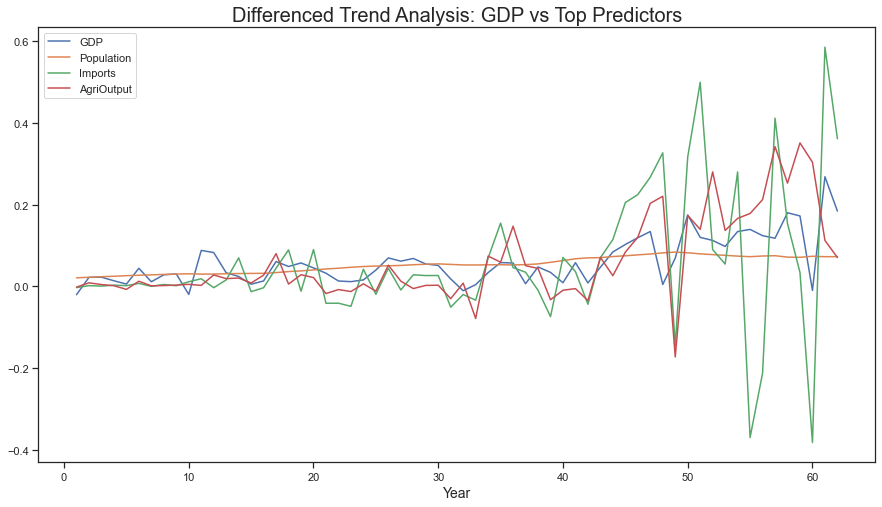 Differenced Trend Analysis: GDP vs Top Predictors
GDP
Population
Imports
AgriOutput
0.6
0.4
0.2
0.0
−0.2
−0.4
0 10 20 30 40 50 60
Year